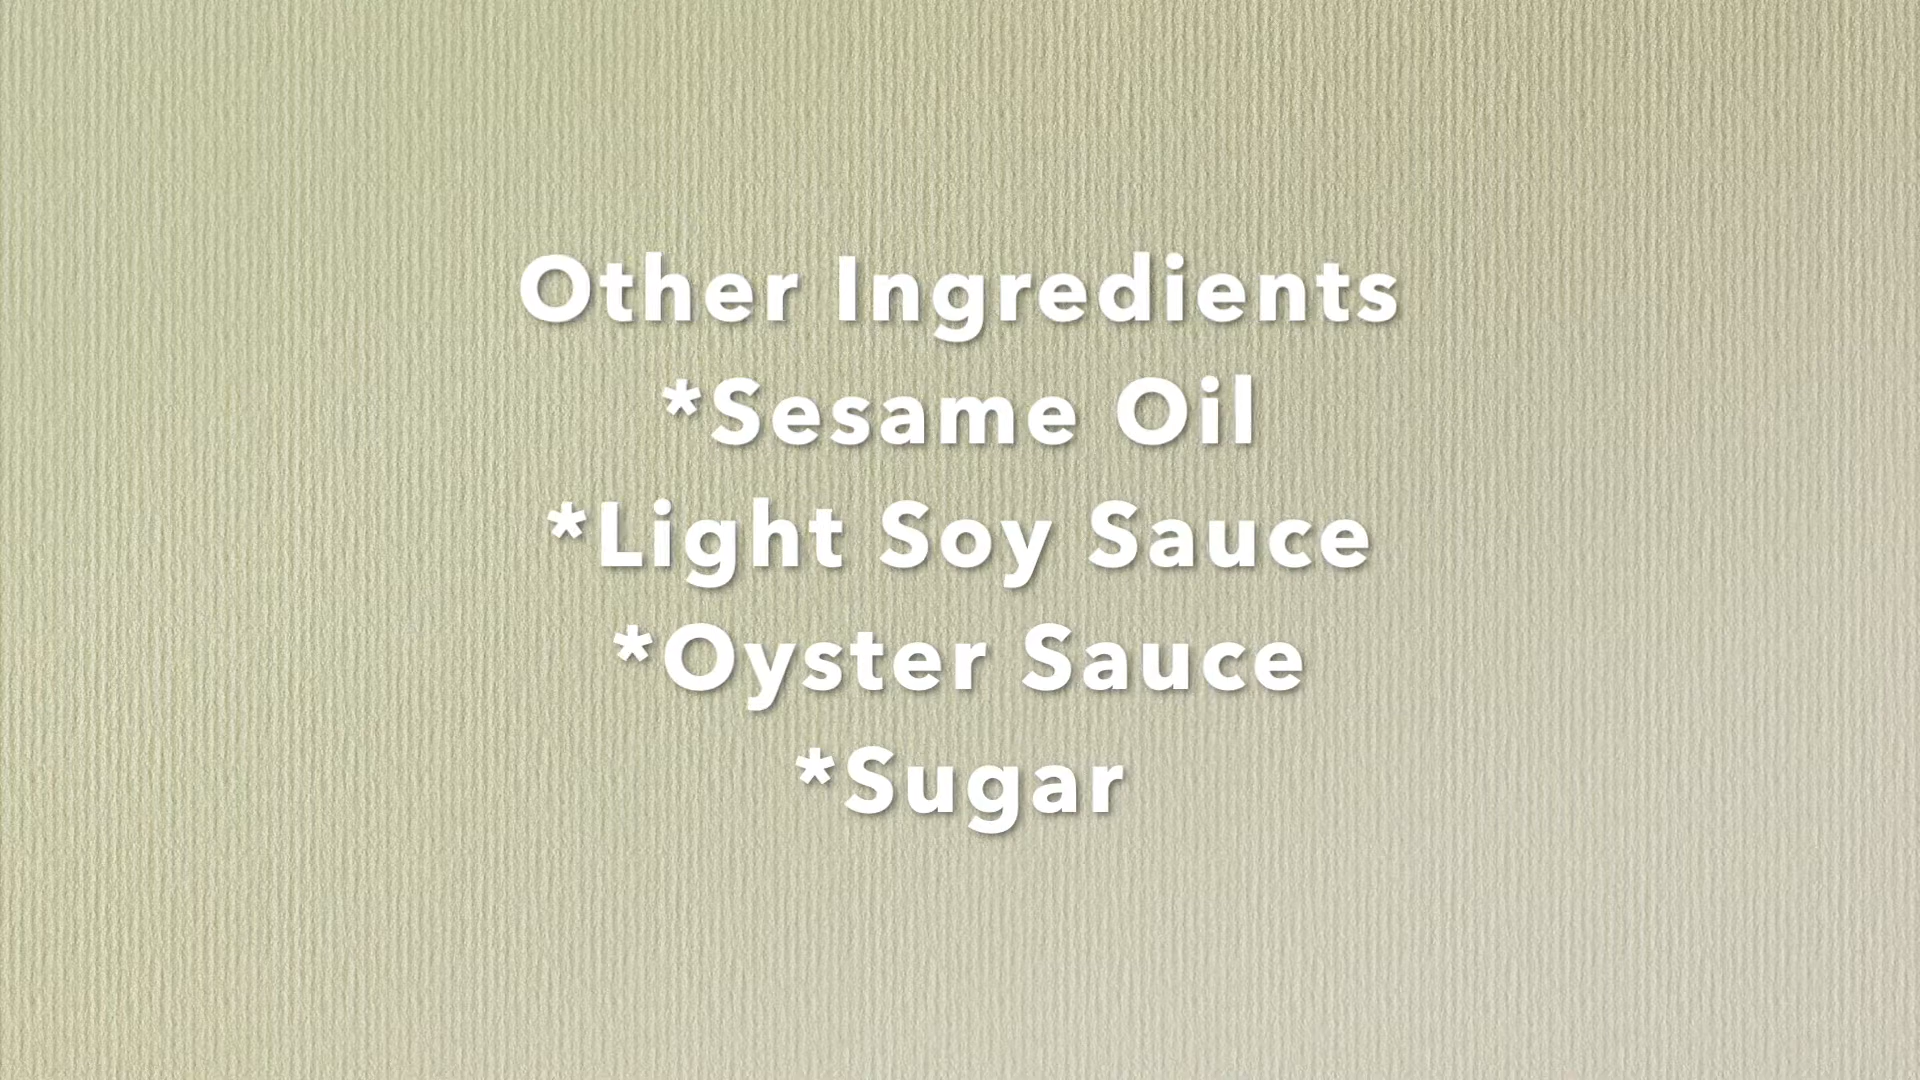 Other Ingredients
*Sesame Oil
*Light Soy Sauce
*Oyster Sauce
*Sugar